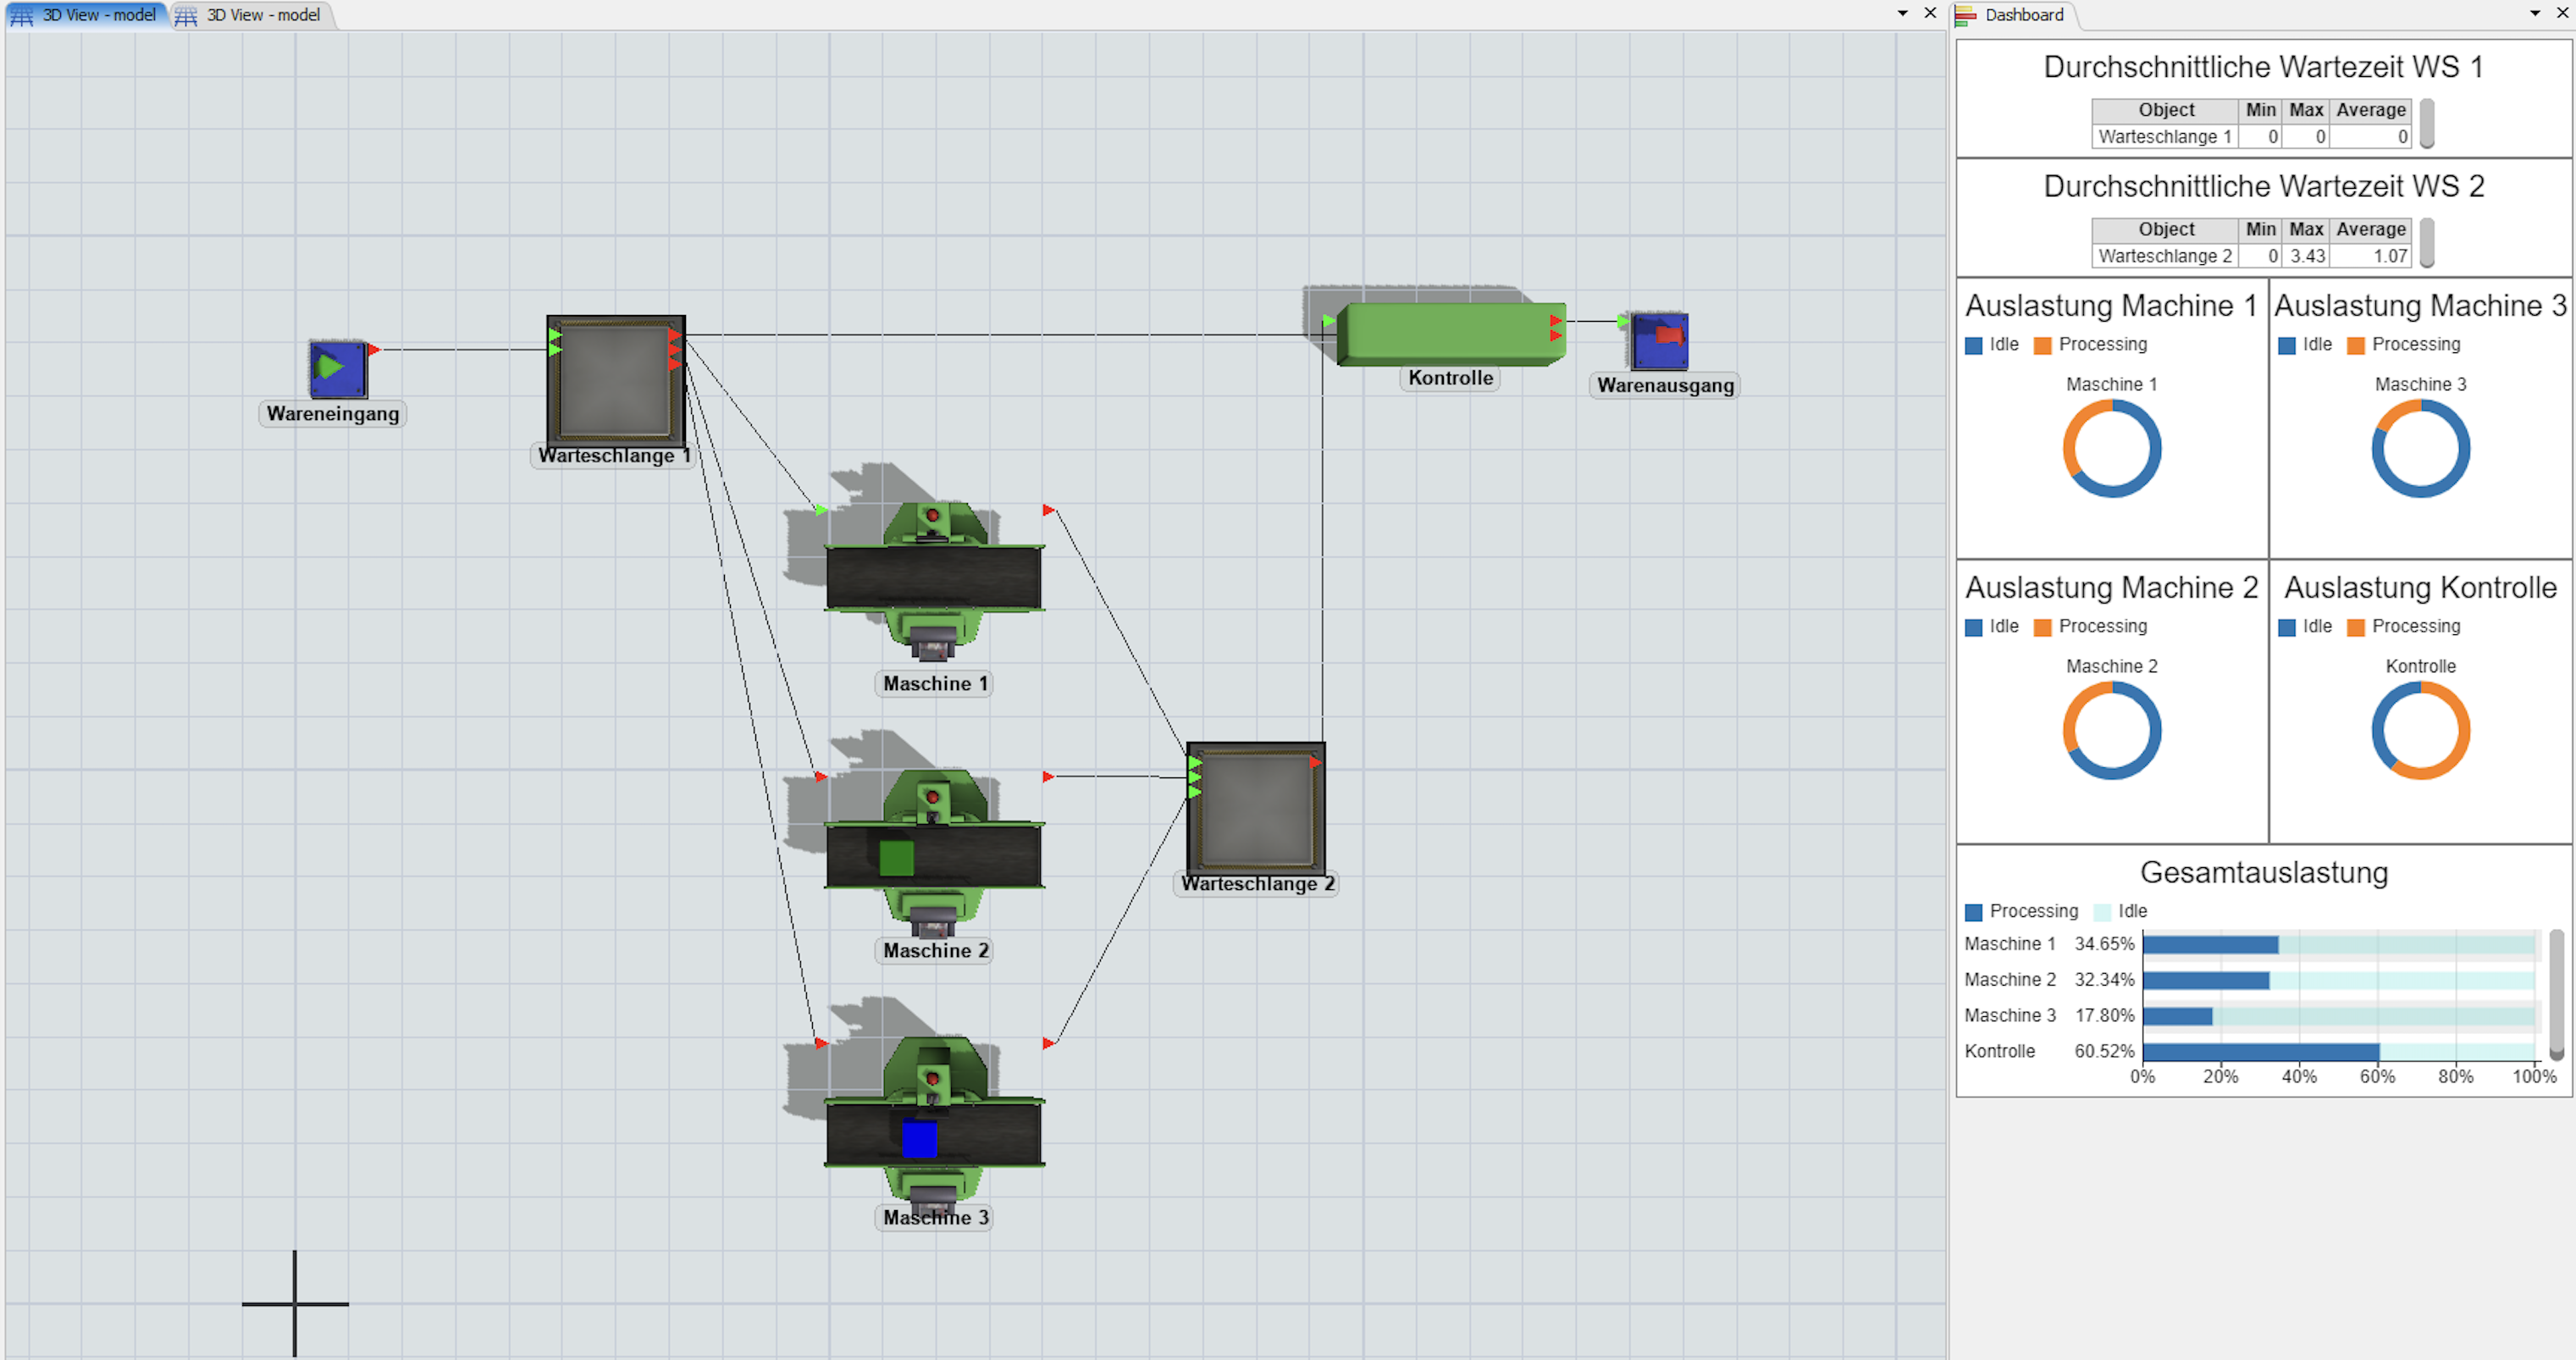 3D View - model
3D View - model
Wareneingang
Warteschlange 1
Kontrolle
Warenausgang
Maschine 1
Maschine 2
Warteschlange 2
Maschine 3
Dashboard
Durchschnittliche Wartezeit WS 1
Object Min Max Average
Warteschlange 1 0 0 0
Durchschnittliche Wartezeit WS 2
Object Min Max Average
Warteschlange 2 0 3.43 1.07
Auslastung Machine 1
Idle Processing
Maschine 1
Auslastung Machine 3
Idle Processing
Maschine 3
Auslastung Machine 2
Idle Processing
Maschine 2
Auslastung Kontrolle
Idle Processing
Kontrolle
Gesamtauslastung
Processing Idle
Maschine 1 34.65%
Maschine 2 32.34%
Maschine 3 17.80%
Kontrolle 60.52%
0% 20% 40% 60% 80% 100%